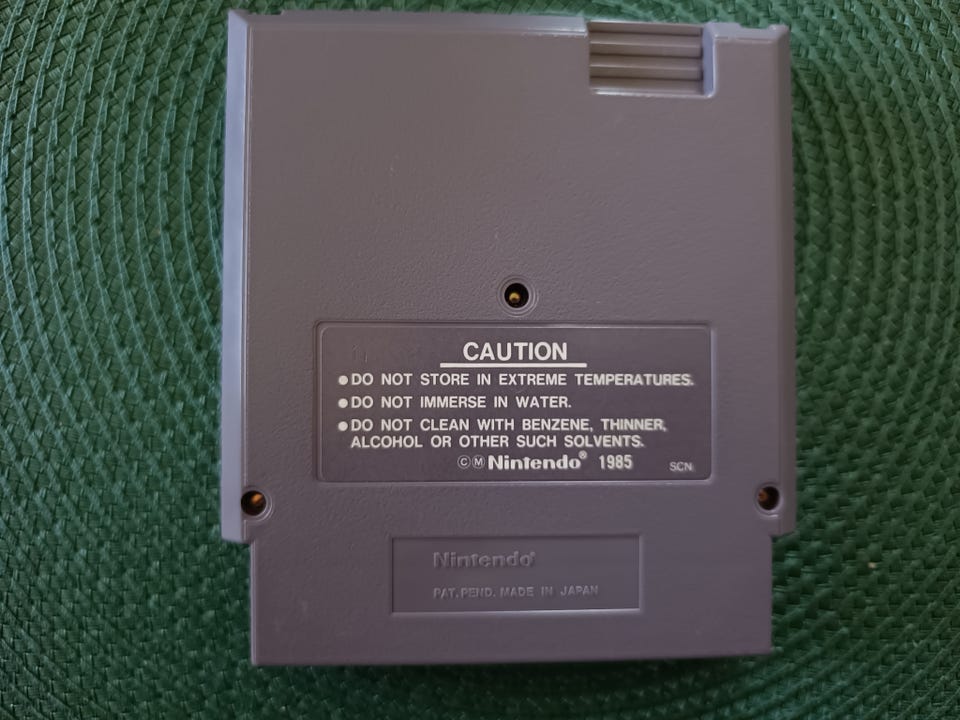 CAUTION
●DO NOT STORE IN EXTREME TEMPERATURES.
●DO NOT IMMERSE IN WATER.
●DO NOT CLEAN WITH BENZENE, THINNER,
ALCOHOL OR OTHER SUCH SOLVENTS.
ⒸⓂNintendo® 1985 SCN
Nintendo®
PAT. PEND. MADE IN JAPAN